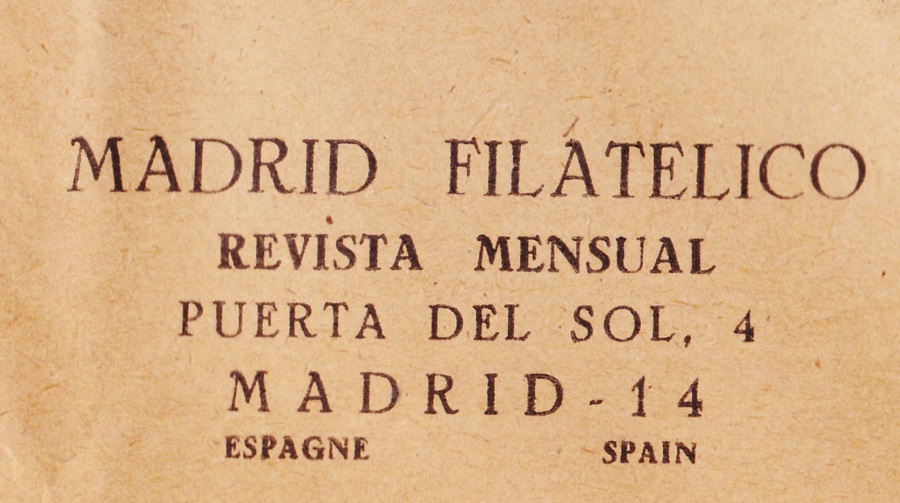 MADRID FILATELICO
REVISTA MENSUAL
PUERTA DEL SOL, 4
MADRID-14
ESPAGNE SPAIN